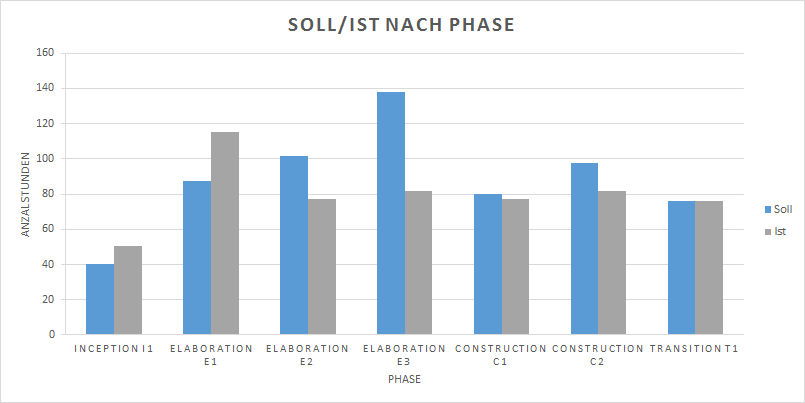 SOLL/IST NACH PHASE
160
140
120
100
80
60
40
20
0
ANZALSTUNDEN
INCEPTION I1
ELABORATION
E1
ELABORATION
E2
ELABORATION
E3
CONSTRUCTION
C1
CONSTRUCTION
C2
TRANSITION T1
PHASE
Soll
Ist